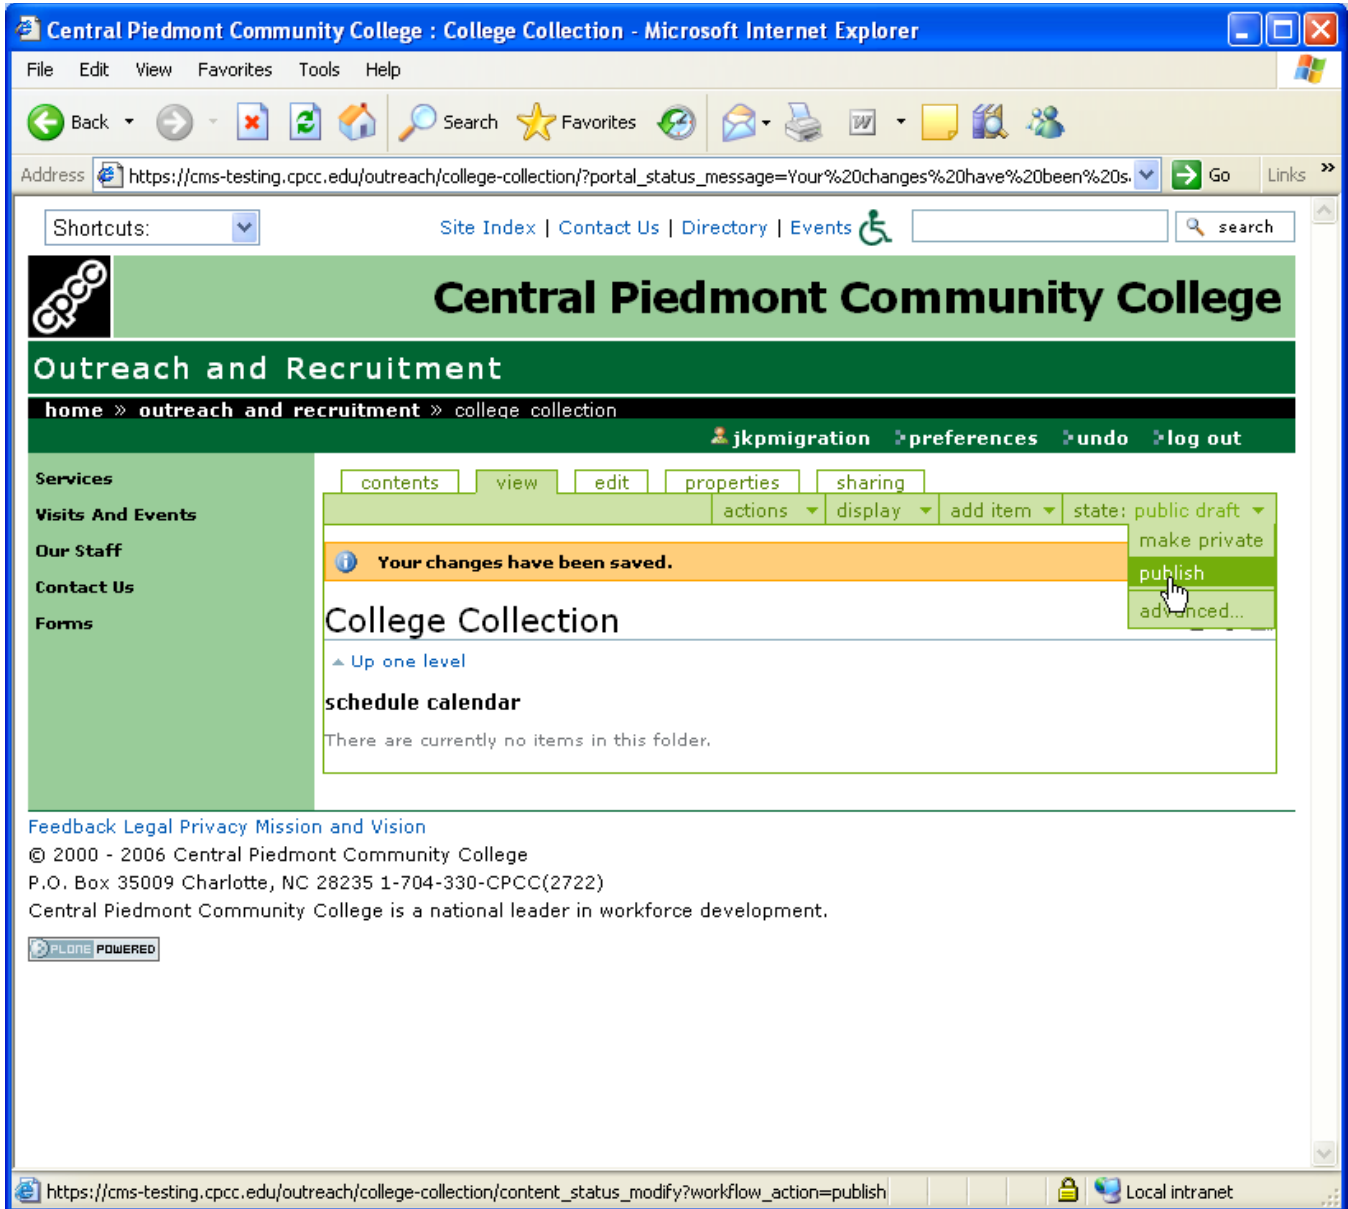 Central Piedmont Community College : College Collection - Microsoft Internet Explorer
File Edit View Favorites Tools Help
Back Search Favorites
Address https://cms-testing.cpcc.edu/outreach/college-collection/?portal_status_message=Your%20changes%20have%20been%20s. Go Links »
Shortcuts: Site Index | Contact Us | Directory | Events search
cpcc
Central Piedmont Community College
Outreach and Recruitment
home » outreach and recruitment » college collection
jkpmigration preferences undo log out
Services
Visits And Events
Our Staff
Contact Us
Forms
contents view edit properties sharing
actions display add item state: public draft
make private
publish
advanced...
Your changes have been saved.
College Collection
Up one level
schedule calendar
There are currently no items in this folder.
Feedback Legal Privacy Mission and Vision
© 2000 - 2006 Central Piedmont Community College
P.O. Box 35009 Charlotte, NC 28235 1-704-330-CPCC(2722)
Central Piedmont Community College is a national leader in workforce development.
PLONE POWERED
https://cms-testing.cpcc.edu/outreach/college-collection/content_status_modify?workflow_action=publish Local intranet